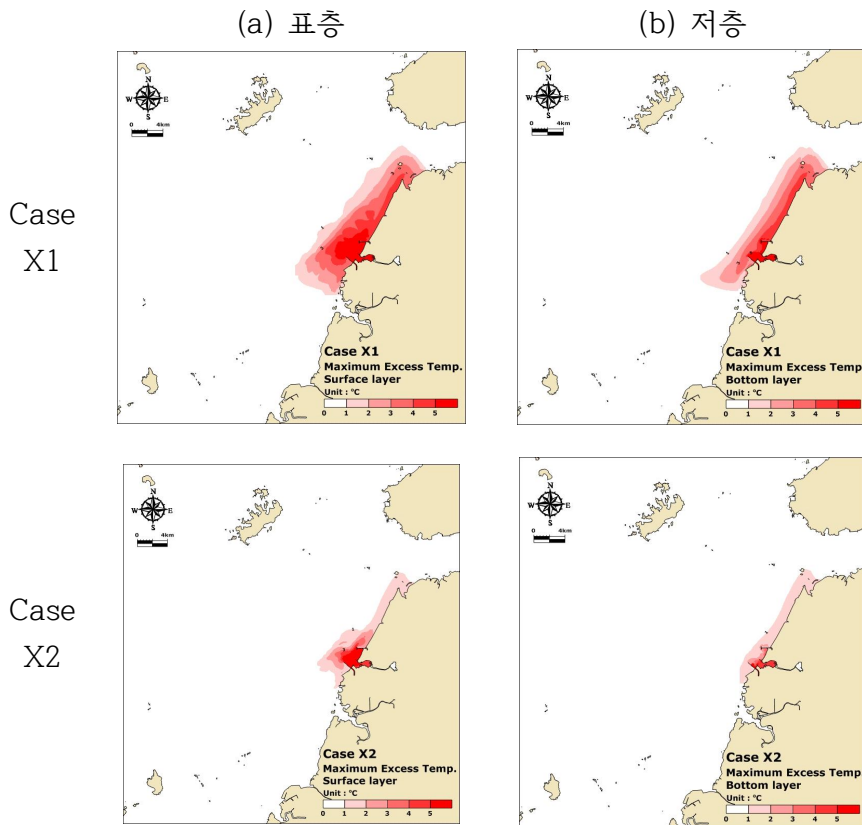 (a) 표층
(b) 저층
Case
X1
N
W E
S
0 4km
Case X1
Maximum Excess Temp.
Surface layer
Unit : ℃
0 1 2 3 4 5
N
W E
S
0 4km
Case X1
Maximum Excess Temp
Bottom layer
Unit : ℃
0 1 2 3 4 5
Case
X2
N
W E
S
0 4km
Case X2
Maximum Excess Temp.
Surface layer
Unit : ℃
0 1 2 3 4 5
N
W E
S
0 4km
Case X2
Maximum Excess Temp
Bottom layer
Unit : ℃
0 1 2 3 4 5